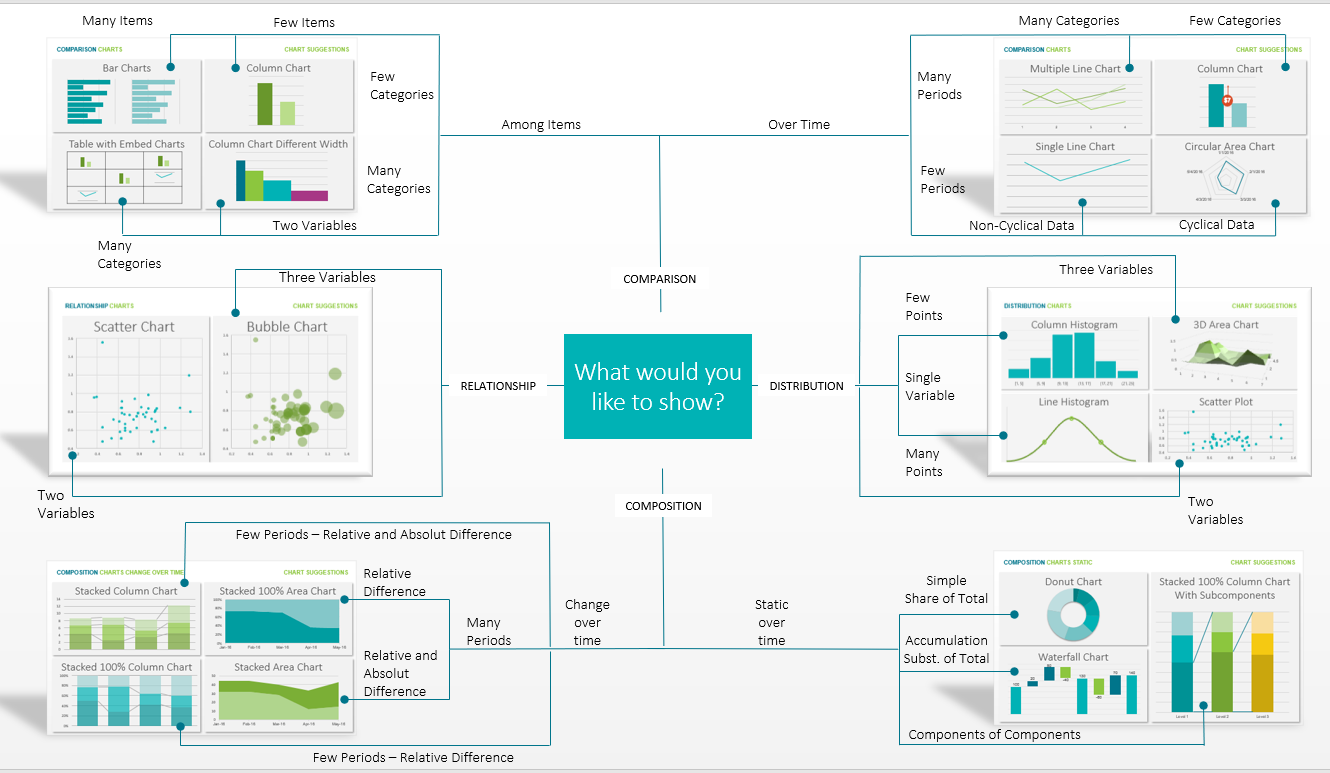 Many Items
Few Items
COMPARISON CHARTS
CHART SUGGESTIONS
Bar Charts
Column Chart
Few
Categories
Table with Embed Charts
Column Chart Different Width
Many
Categories
Two Variables
Many
Categories
Among Items
Over Time
COMPARISON
Many Categories
Few Categories
COMPARISON CHARTS
CHART SUGGESTIONS
Many
Periods
Multiple Line Chart
Column Chart
Few
Periods
Single Line Chart
Circular Area Chart
Non-Cyclical Data
Cyclical Data
Three Variables
RELATIONSHIP CHARTS
CHART SUGGESTIONS
Scatter Chart
Bubble Chart
Two
Variables
RELATIONSHIP
What would you
like to show?
DISTRIBUTION
Three Variables
Few
Points
DISTRIBUTION CHARTS
CHART SUGGESTIONS
Column Histogram
3D Area Chart
Single
Variable
Line Histogram
Scatter Plot
Many
Points
Two
Variables
COMPOSITION
Few Periods – Relative and Absolut Difference
COMPOSITION CHARTS CHANGE OVER TIME
CHART SUGGESTIONS
Stacked Column Chart
Stacked 100% Area Chart
Relative
Difference
Stacked 100% Column Chart
Stacked Area Chart
Relative and
Absolut
Difference
Many
Periods
Few Periods – Relative Difference
Change
over
time
Static
over
time
COMPOSITION CHARTS STATIC
CHART SUGGESTIONS
Simple
Share of Total
Donut Chart
Stacked 100% Column Chart
With Subcomponents
Accumulation
Subst. of Total
Waterfall Chart
Level 1
Level 2
Level 3
Components of Components